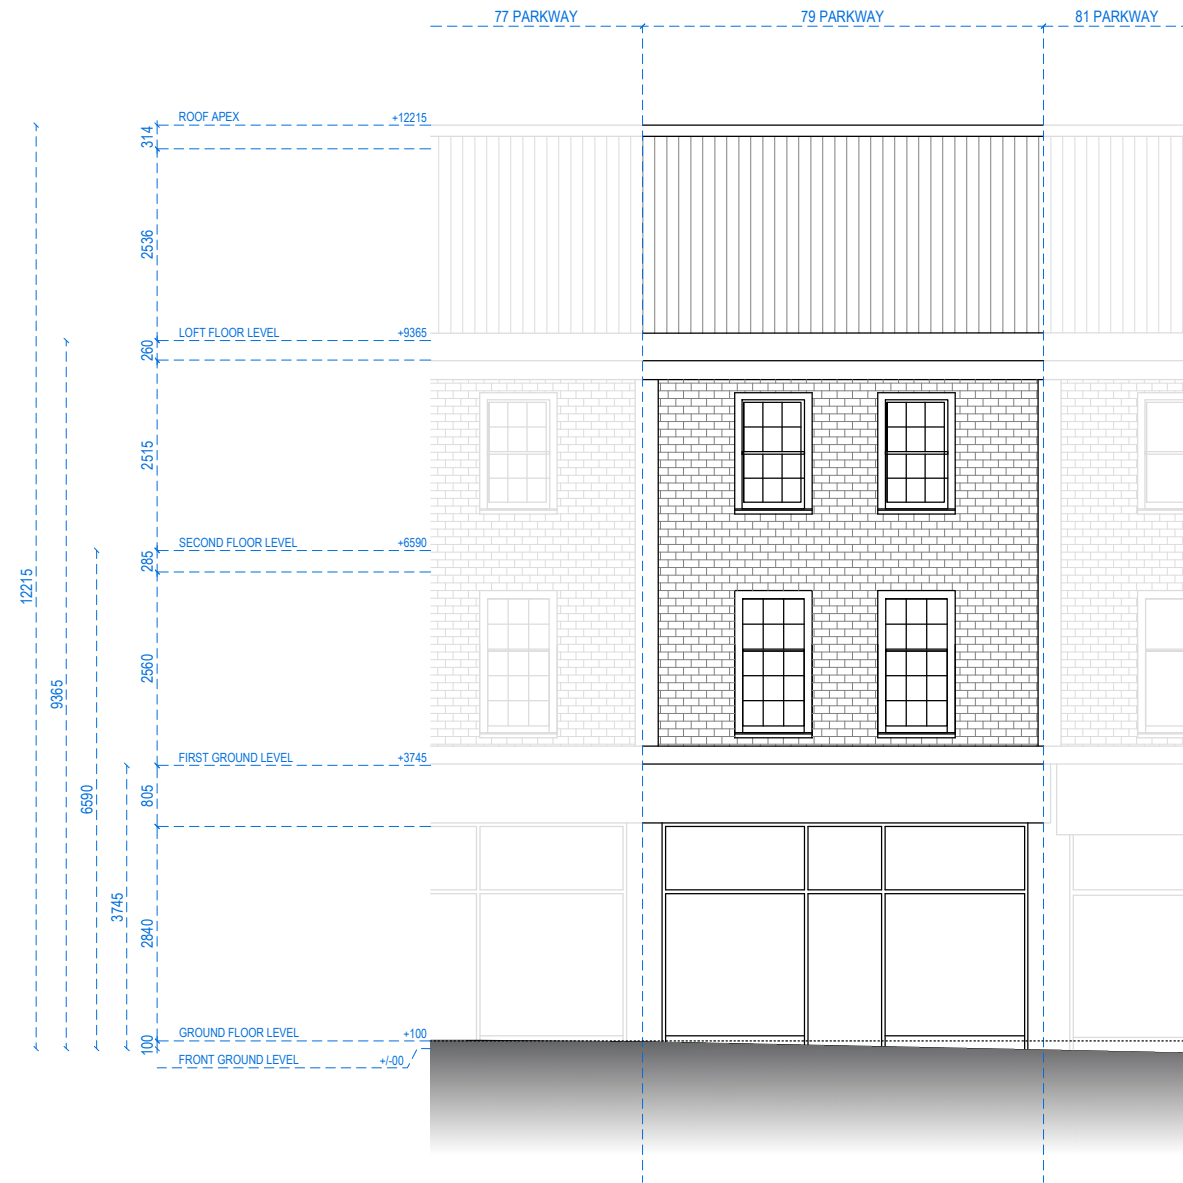 77 PARKWAY
79 PARKWAY
81 PARKWAY
ROOF APEX +12215
314
2536
LOFT FLOOR LEVEL +9365
260
2515
SECOND FLOOR LEVEL +6590
285
12215
2560
9365
FIRST GROUND LEVEL +3745
6590
805
3745
2840
GROUND FLOOR LEVEL +100
100
FRONT GROUND LEVEL +/-00